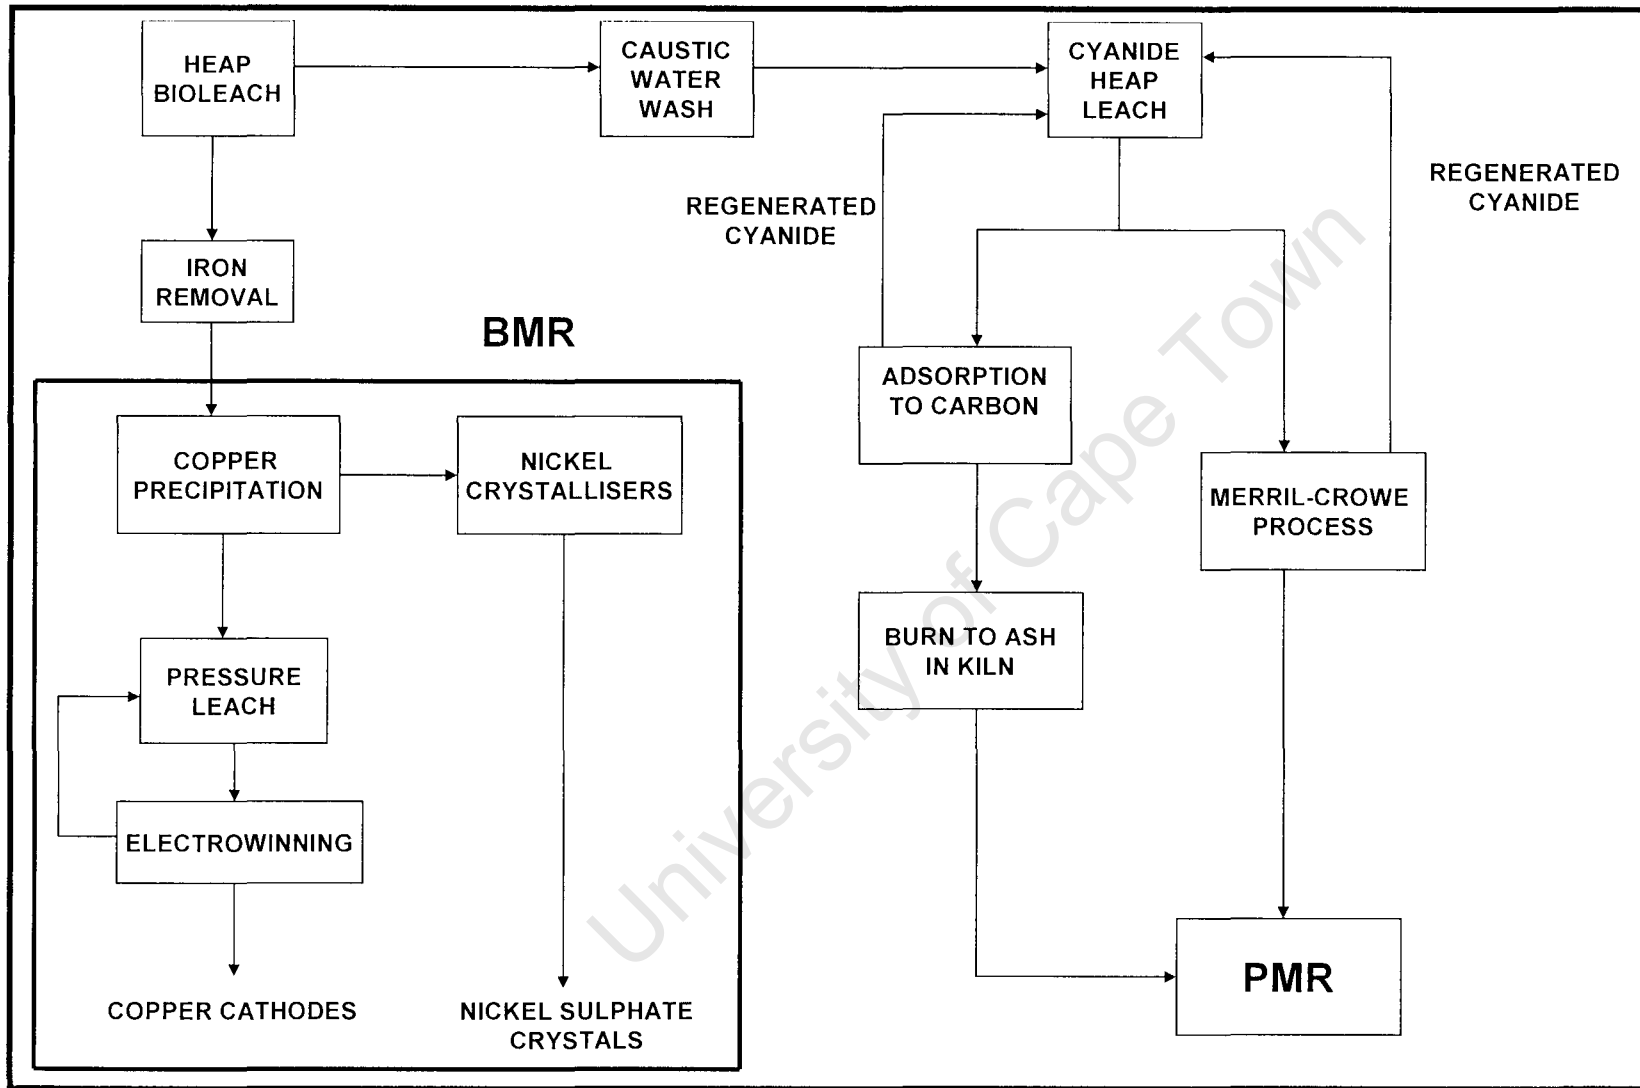 HEAP
BIOLEACH
CAUSTIC
WATER
WASH
CYANIDE
HEAP
LEACH
REGENERATED
CYANIDE
REGENERATED
CYANIDE
IRON
REMOVAL
BMR
ADSORPTION
TO CARBON
COPPER
PRECIPITATION
NICKEL
CRYSTALLISERS
MERRIL-CROWE
PROCESS
BURN TO ASH
IN KILN
PRESSURE
LEACH
ELECTROWINNING
PMR
COPPER CATHODES
NICKEL SULPHATE
CRYSTALS
University of Cape Town